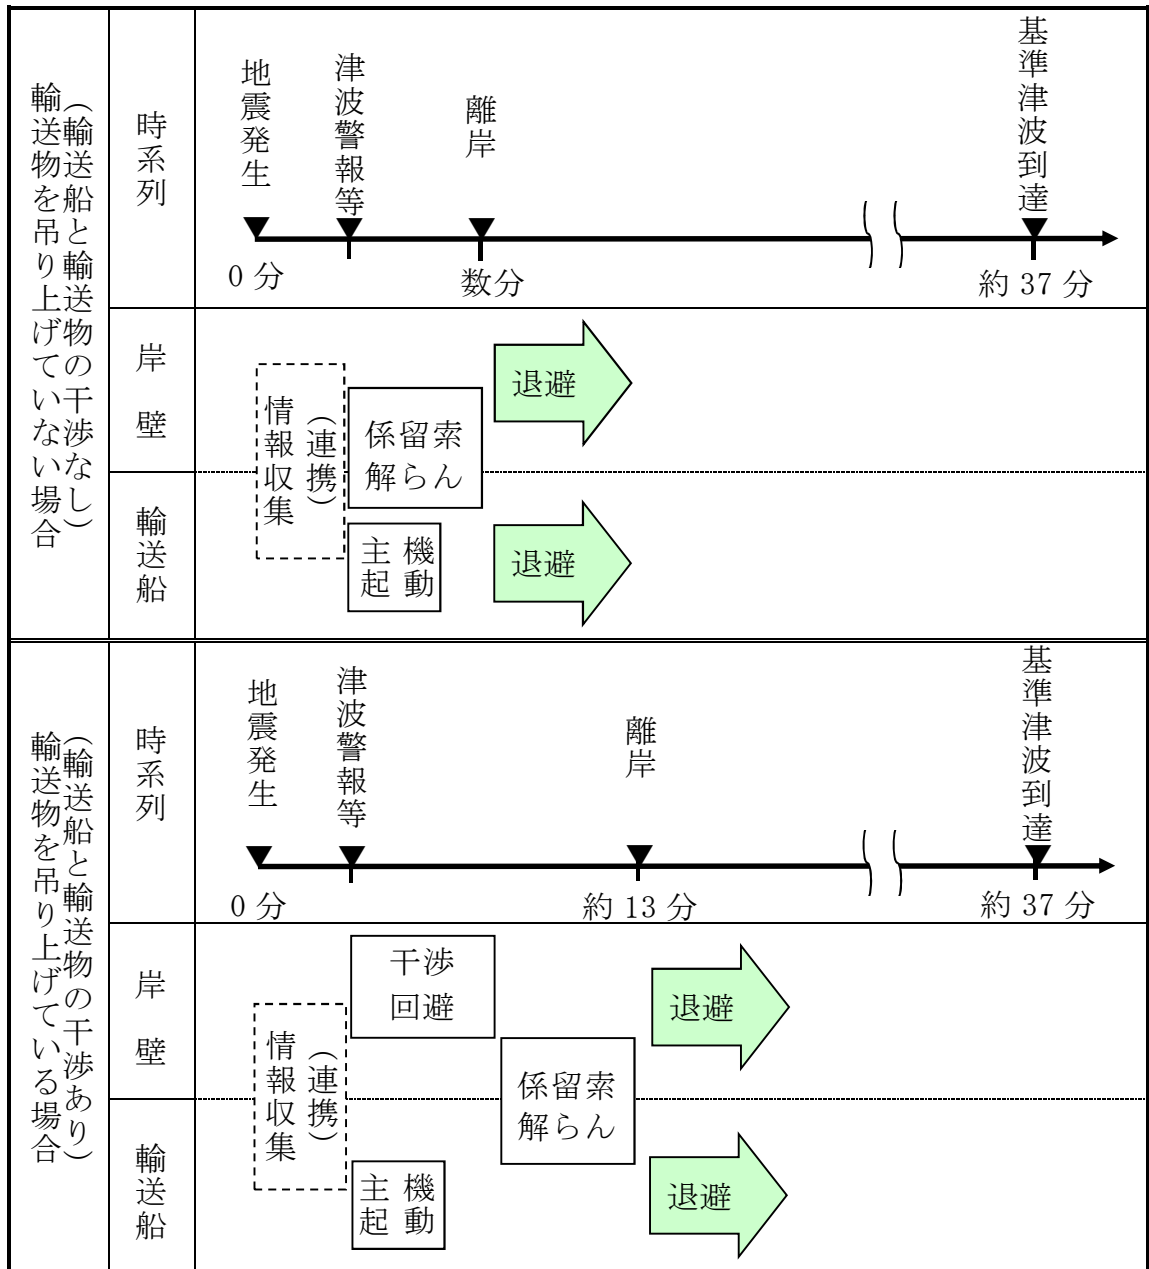 輸送物を吊り上げていない場合
（輸送船と輸送物の干渉なし）
時系列
地震発生
津波警報等
離岸
基準津波到達
0 分
数分
約 37 分
岸壁
輸送船
情報収集
（連携）
係留索
解らん
主機
起動
退避
退避
輸送物を吊り上げている場合
（輸送船と輸送物の干渉あり）
時系列
地震発生
津波警報等
離岸
基準津波到達
0 分
約 13 分
約 37 分
岸壁
輸送船
情報収集
（連携）
干渉
回避
主機
起動
係留索
解らん
退避
退避